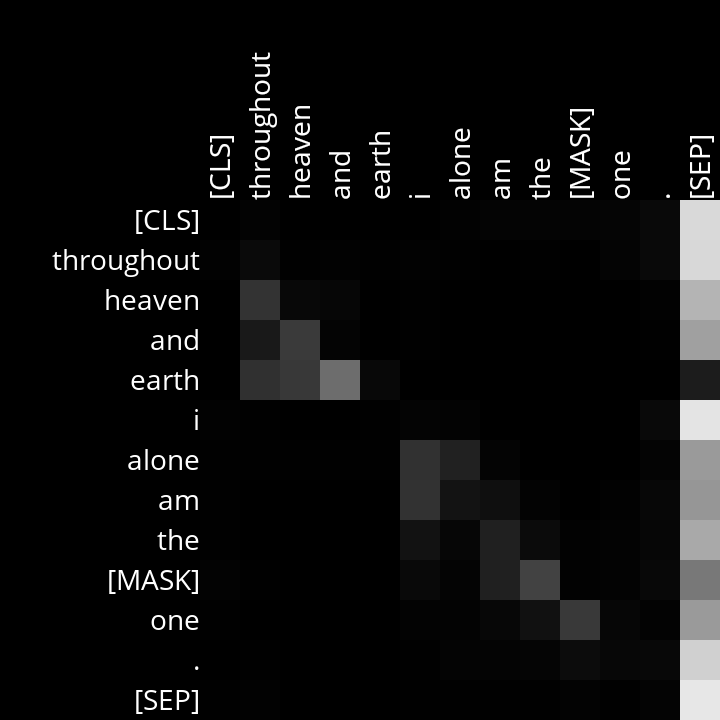 [CLS] throughout heaven and earth i alone am the [MASK] one . [SEP]
[CLS]
throughout
heaven
and
earth
i
alone
am
the
[MASK]
one
.
[SEP]